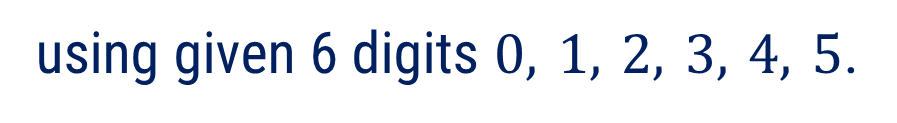 using given 6 digits 0, 1, 2, 3, 4, 5.